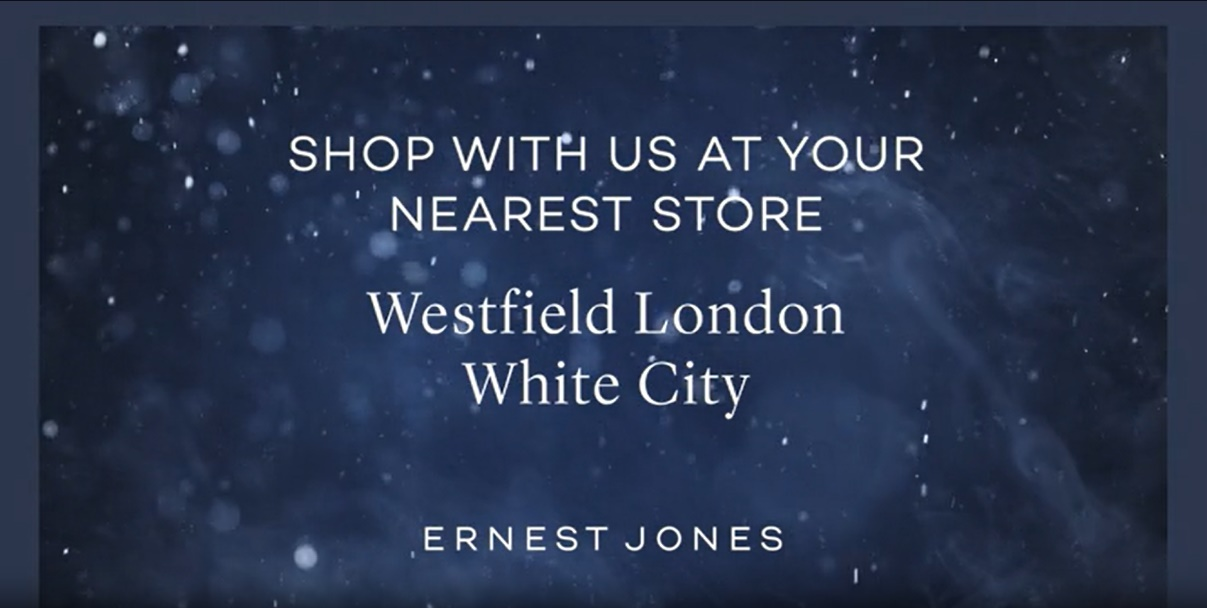 SHOP WITH US AT YOUR
NEAREST STORE
Westfield London
White City
ERNEST JONES